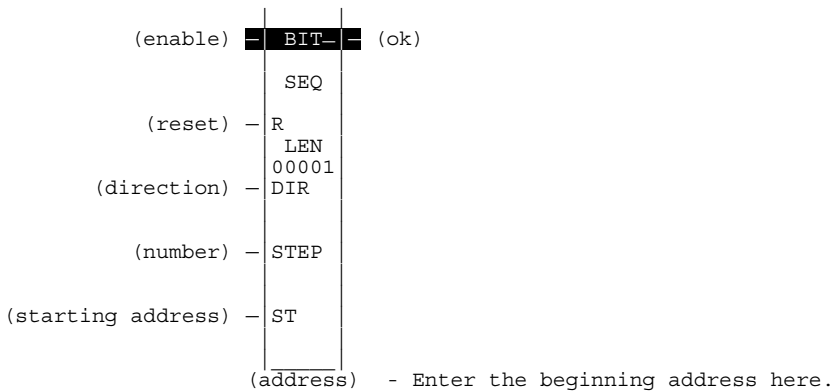 (enable) BIT (ok)
SEQ
(reset) R
LEN
00001
(direction) DIR
(number) STEP
(starting address) ST
(address) - Enter the beginning address here.